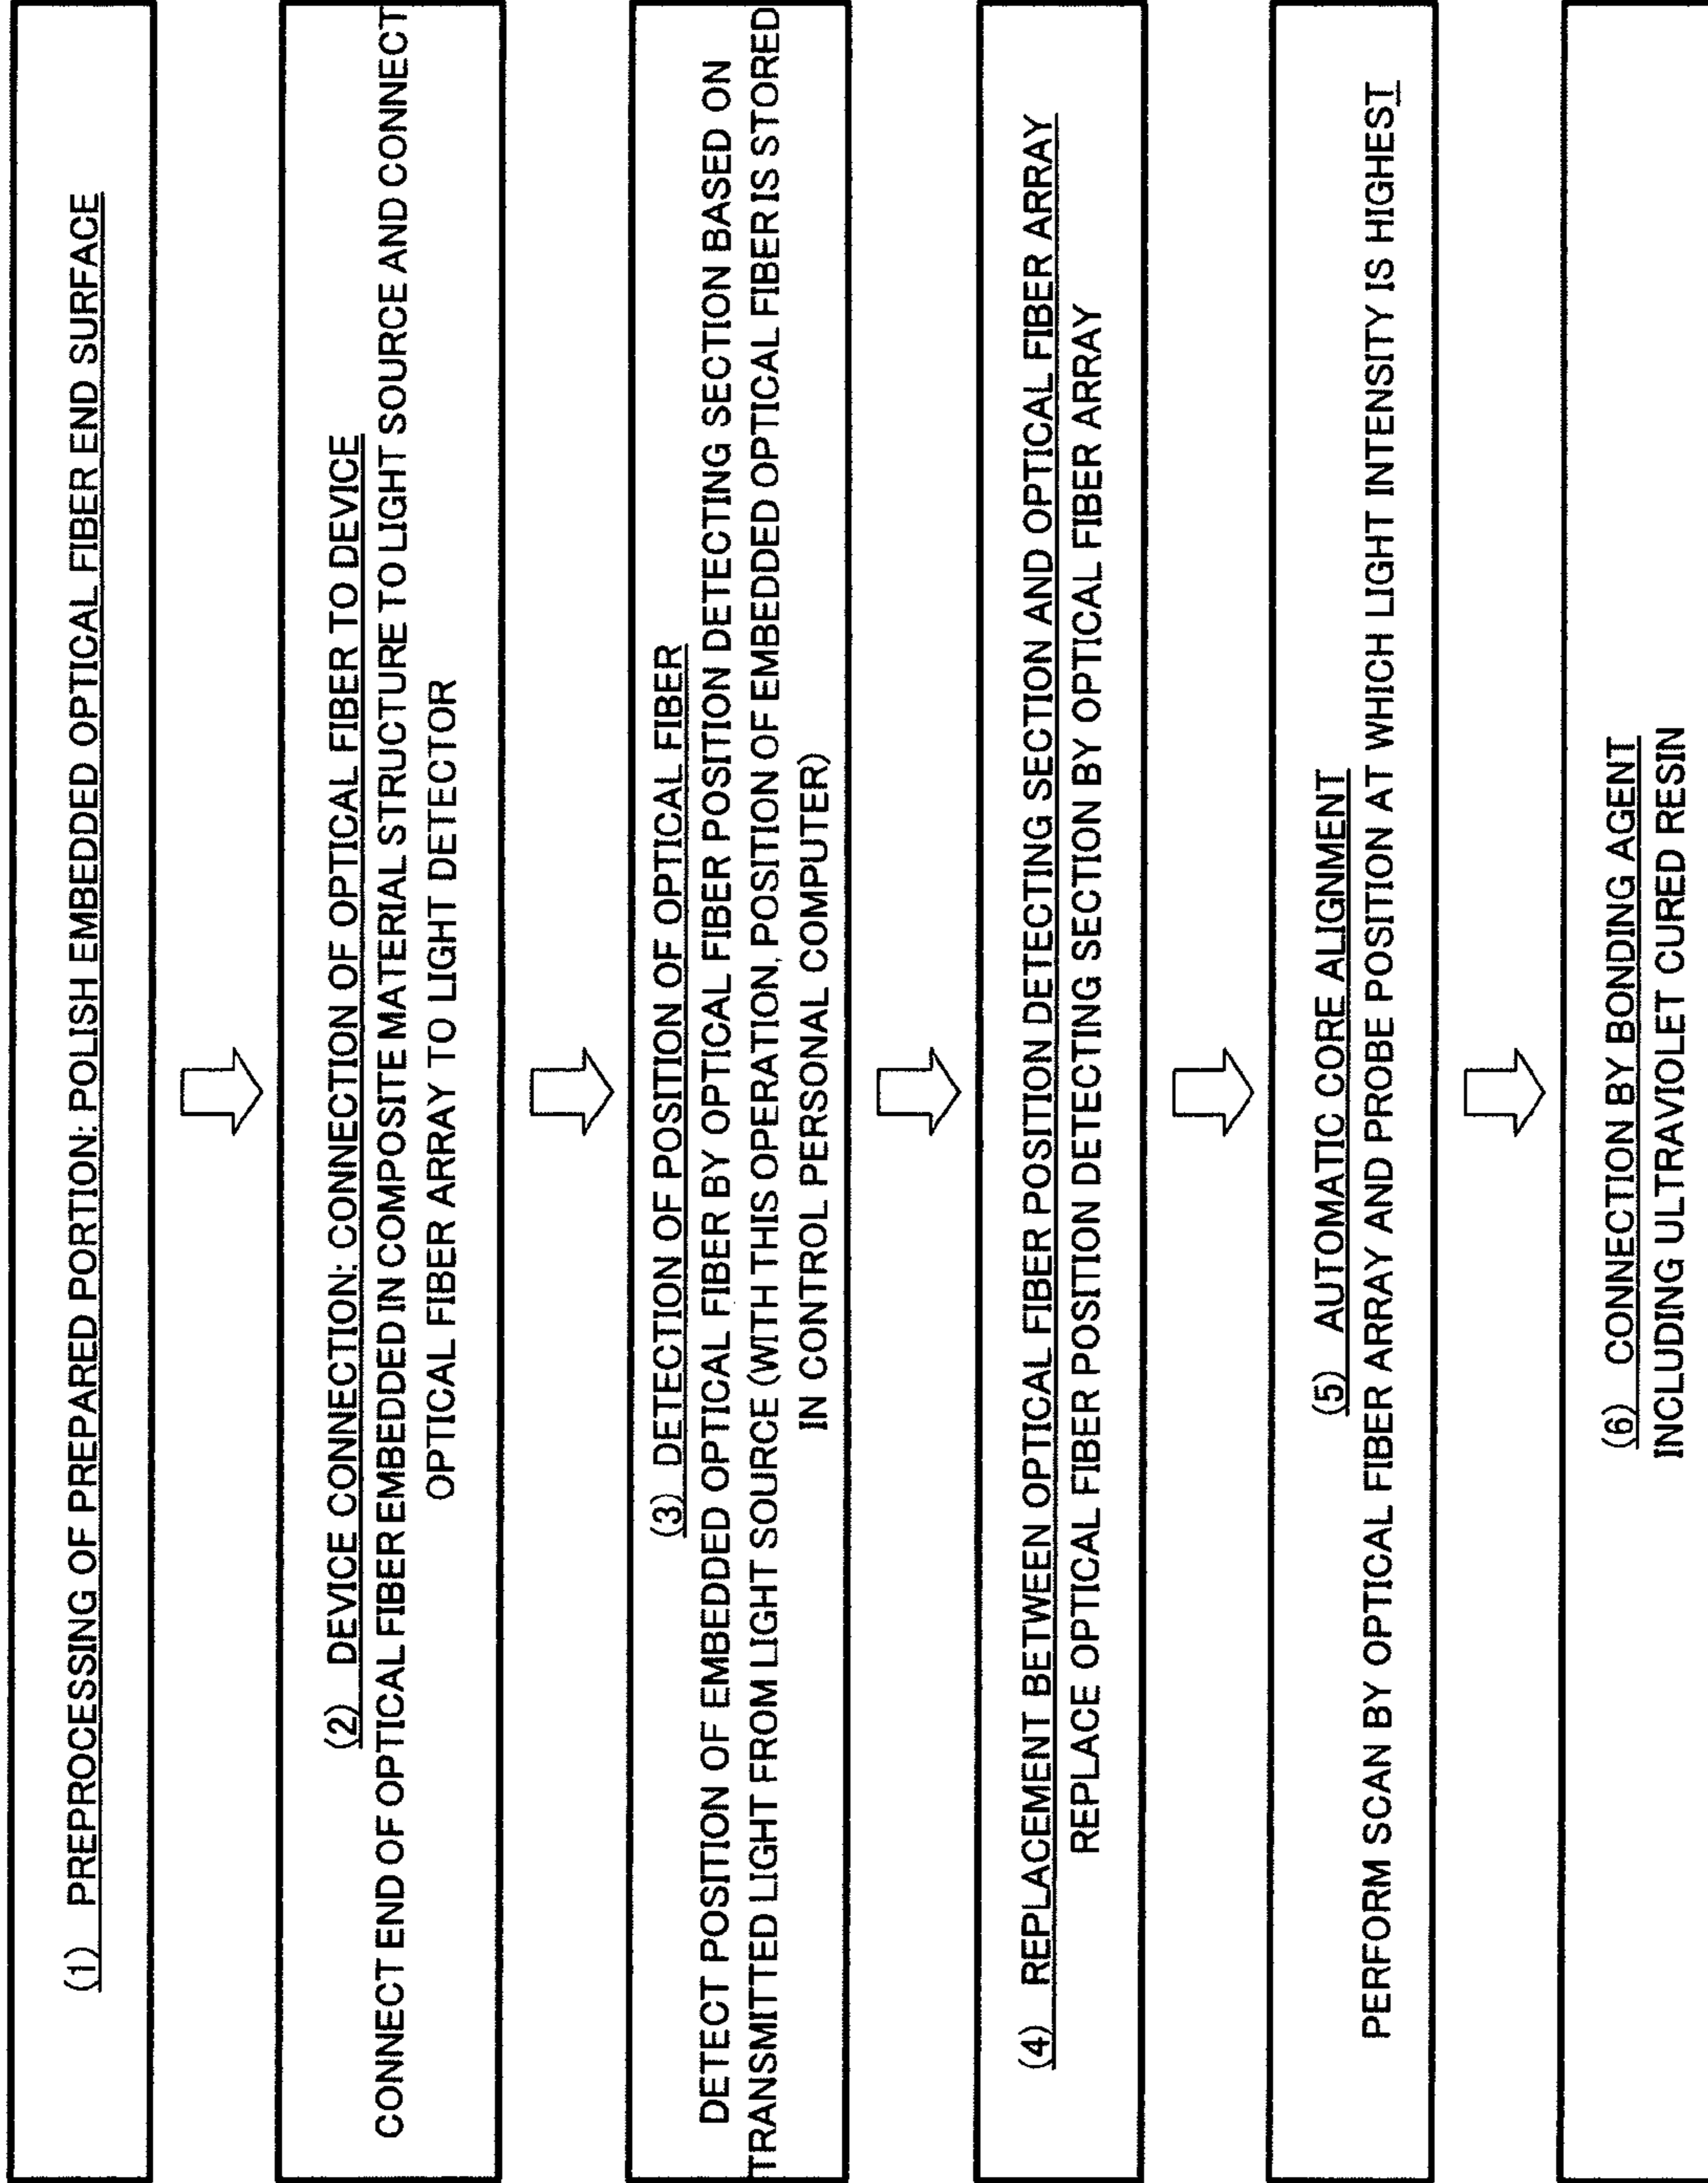 (1) PREPROCESSING OF PREPARED PORTION: POLISH EMBEDDED OPTICAL FIBER END SURFACE
(2) DEVICE CONNECTION: CONNECTION OF OPTICAL FIBER TO DEVICE
CONNECT END OF OPTICAL FIBER EMBEDDED IN COMPOSITE MATERIAL STRUCTURE TO LIGHT SOURCE AND CONNECT
OPTICAL FIBER ARRAY TO LIGHT DETECTOR
(3) DETECTION OF POSITION OF OPTICAL FIBER
DETECT POSITION OF EMBEDDED OPTICAL FIBER BY OPTICAL FIBER POSITION DETECTING SECTION BASED ON
TRANSMITTED LIGHT FROM LIGHT SOURCE (WITH THIS OPERATION, POSITION OF EMBEDDED OPTICAL FIBER IS STORED
IN CONTROL PERSONAL COMPUTER)
(4) REPLACEMENT BETWEEN OPTICAL FIBER POSITION DETECTING SECTION AND OPTICAL FIBER ARRAY
REPLACE OPTICAL FIBER POSITION DETECTING SECTION BY OPTICAL FIBER ARRAY
(5) AUTOMATIC CORE ALIGNMENT
PERFORM SCAN BY OPTICAL FIBER ARRAY AND PROBE POSITION AT WHICH LIGHT INTENSITY IS HIGHEST
(6) CONNECTION BY BONDING AGENT
INCLUDING ULTRAVIOLET CURED RESIN